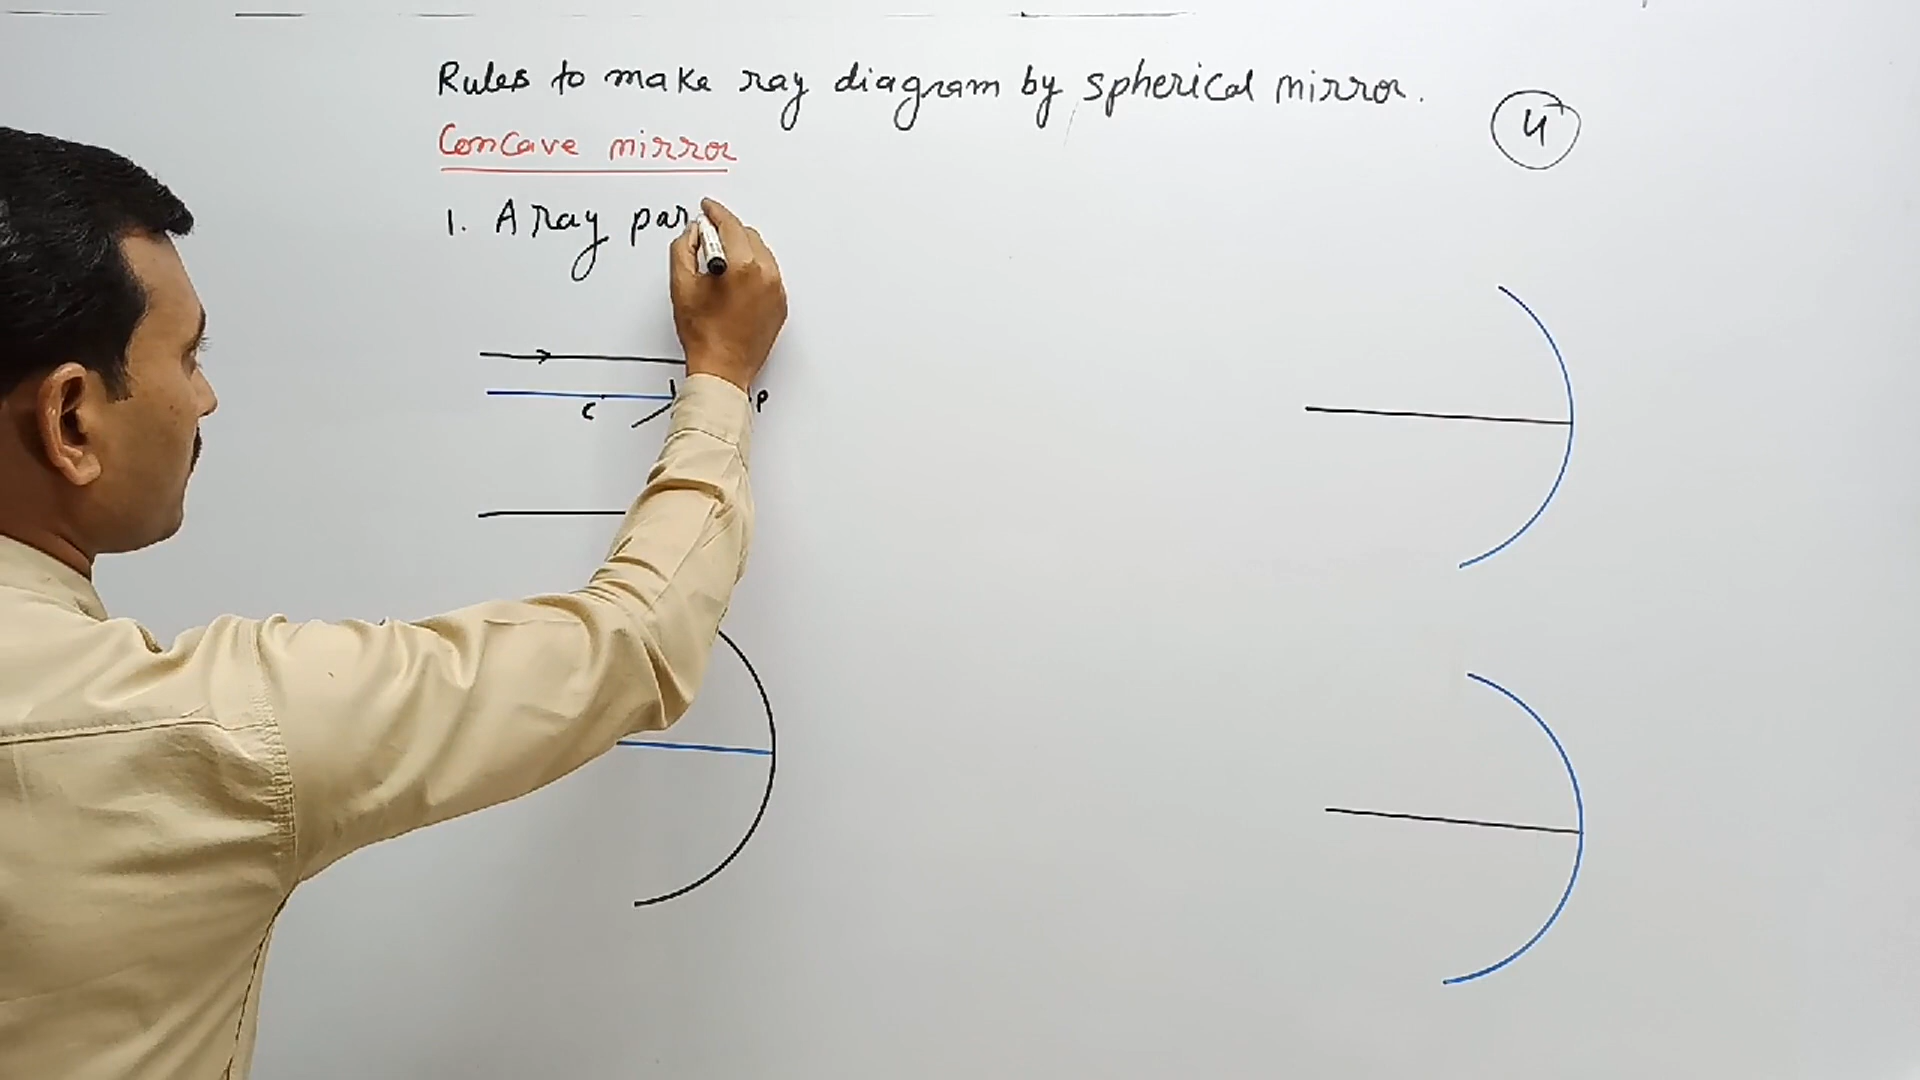 Rules to make ray diagram by spherical mirror.
4
Concave mirror
1. A ray par
C
P